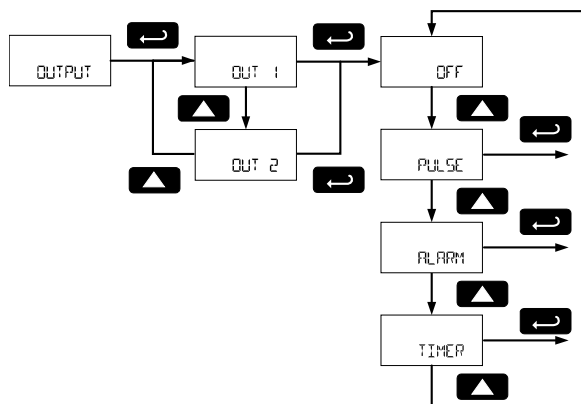 OUTPUT
OUT 1
OFF
OUT 2
PULSE
ALARM
TIMER